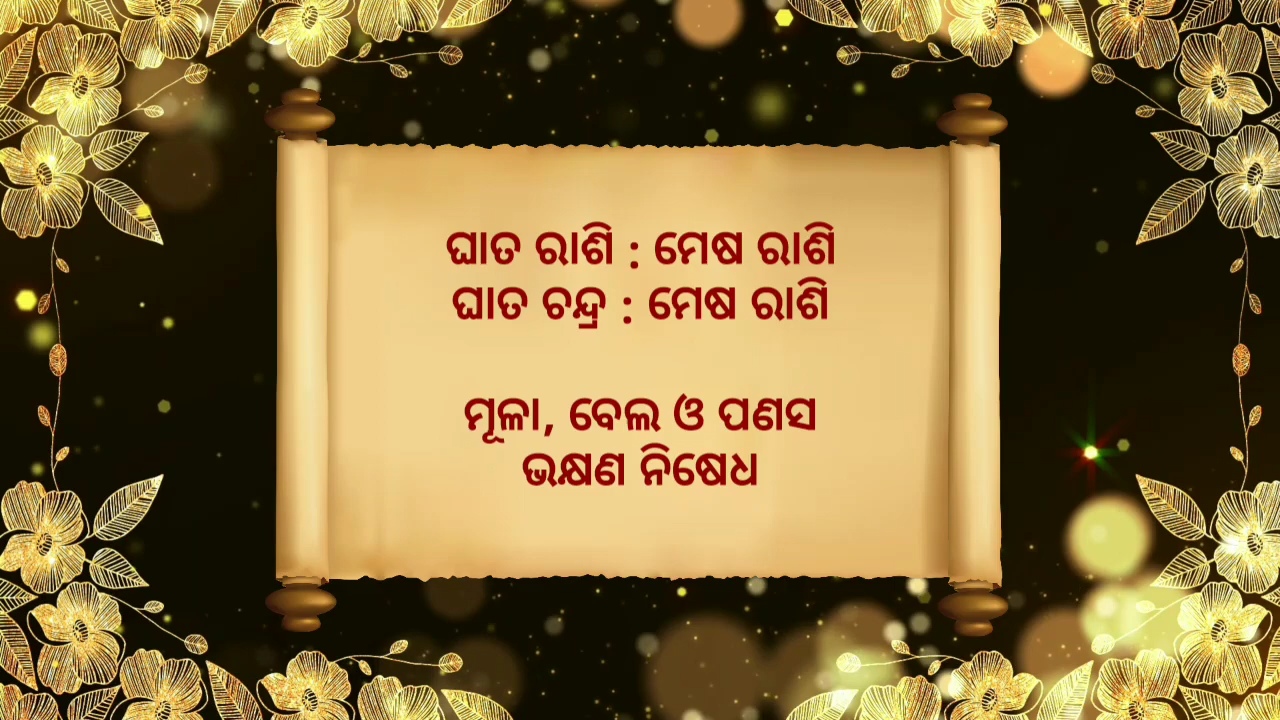 ଘାତ ରାଶି : ମେଷ ରାଶି
ଘାତ ଚନ୍ଦ୍ର : ମେଷ ରାଶି
ମୂଳା, ବେଲ ଓ ପଣସ
ଭକ୍ଷଣ ନିଷେଧ